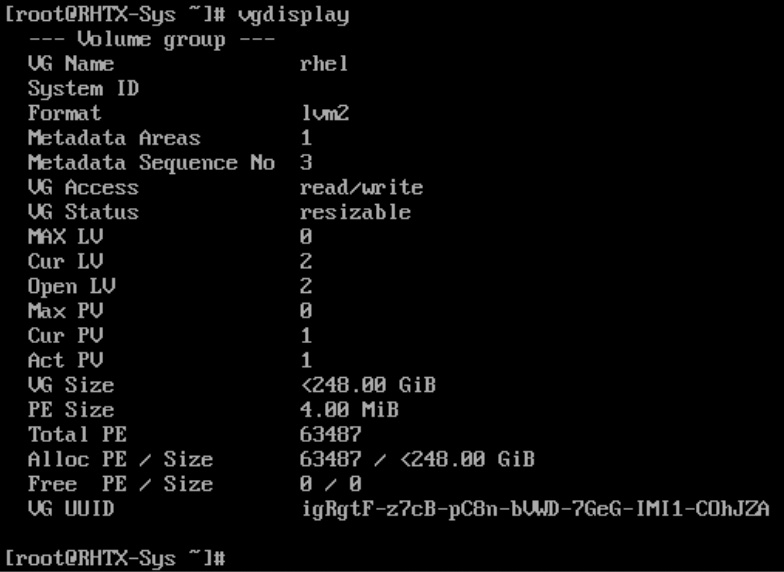 [root@RHTX-Sys ~]# vgdisplay
  --- Volume group ---
  VG Name               rhel
  System ID
  Format                lvm2
  Metadata Areas        1
  Metadata Sequence No  3
  VG Access             read/write
  VG Status             resizable
  MAX LV                0
  Cur LV                2
  Open LV               2
  Max PV                0
  Cur PV                1
  Act PV                1
  VG Size               <248.00 GiB
  PE Size               4.00 MiB
  Total PE              63487
  Alloc PE / Size       63487 / <248.00 GiB
  Free  PE / Size       0 / 0
  VG UUID               igRgtF-z7cB-pC8n-bVWD-7GeG-IMI1-COhJZA

[root@RHTX-Sys ~]#